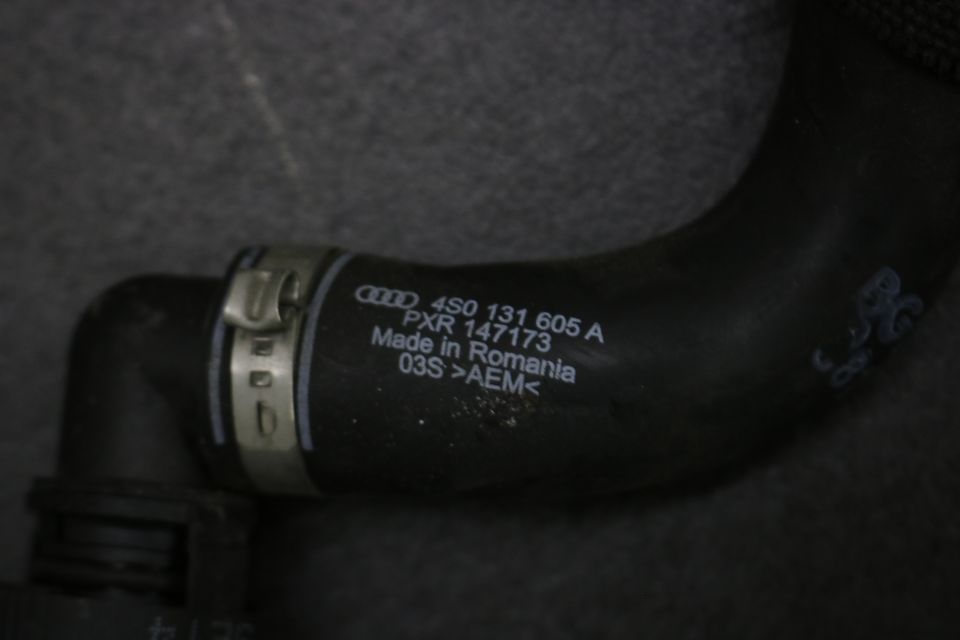 4S0 131 605 A
PXR 147173
Made in Romania
03S >AEM<